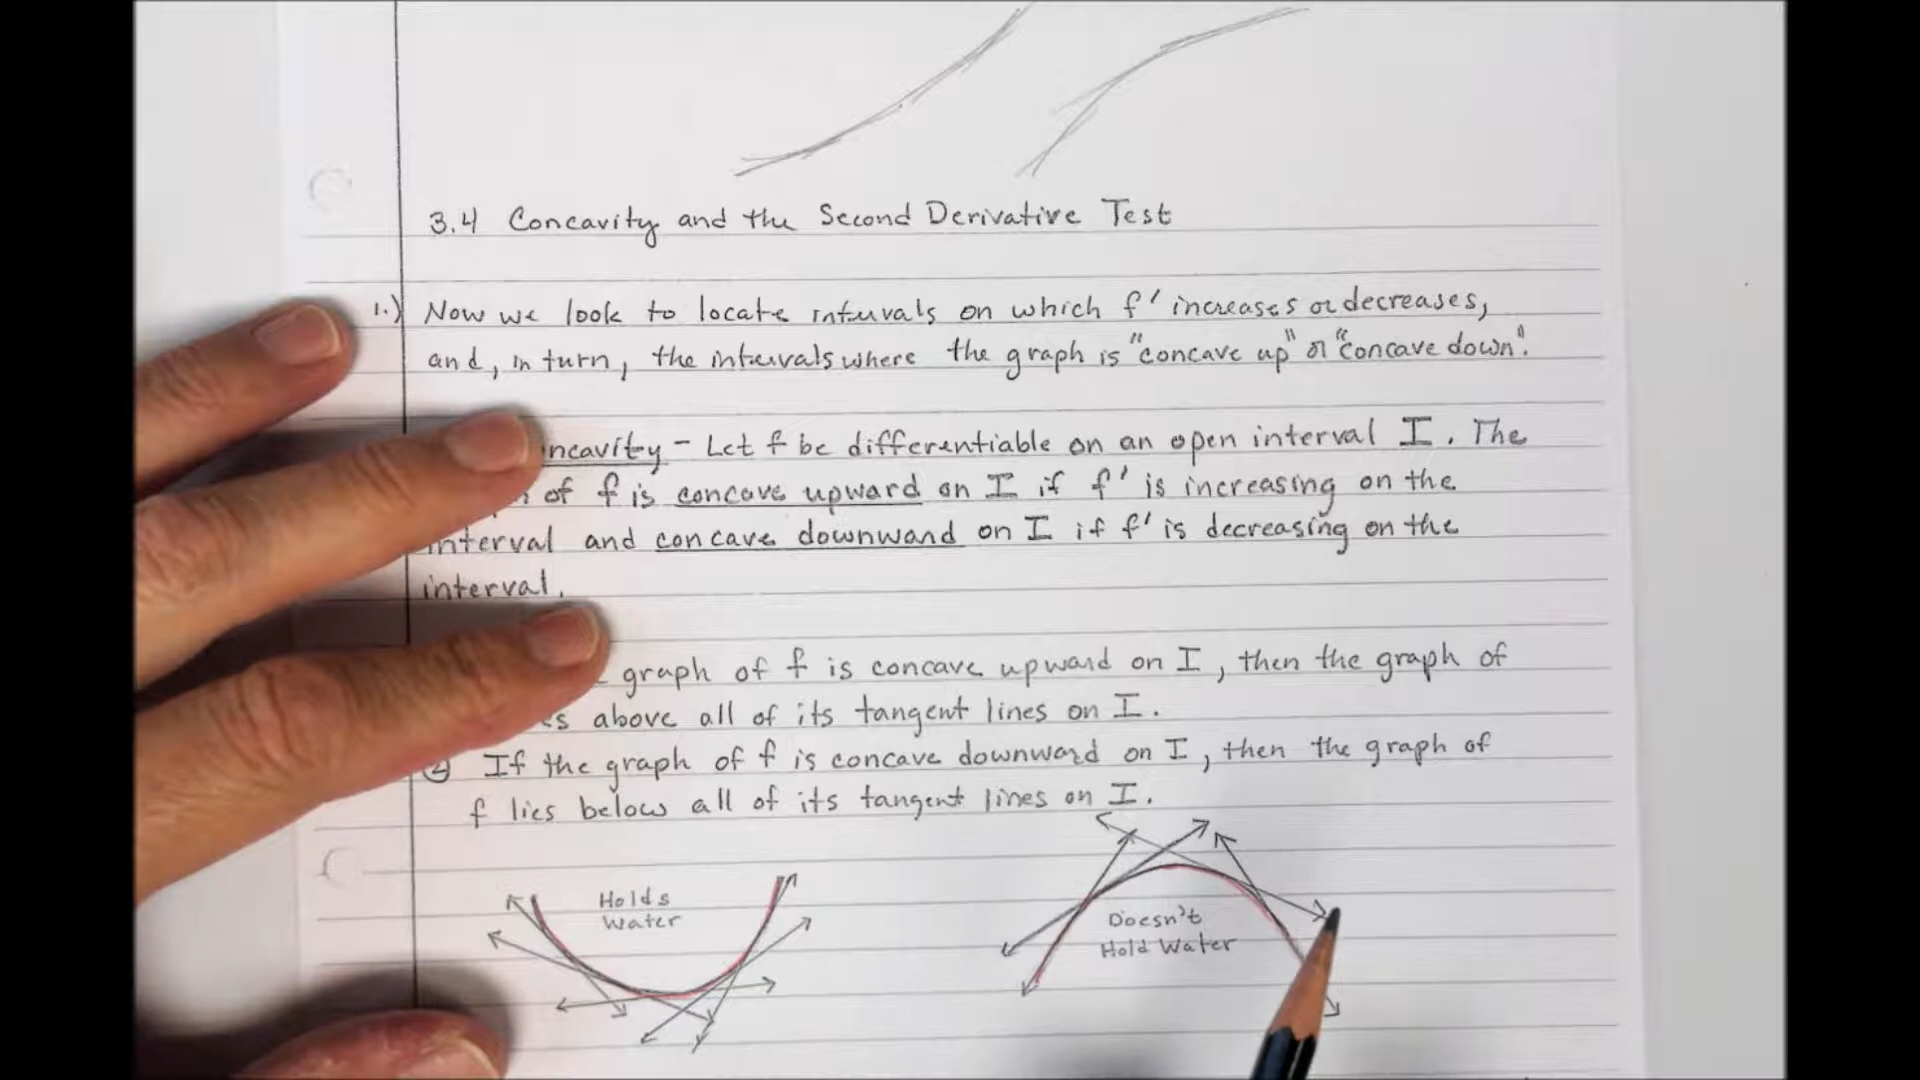 3.4 Concavity and the Second Derivative Test
1.) Now we look to locate intervals on which f' increases or decreases,
and, in turn, the intervals where the graph is "concave up" or "concave down".
ncavity - Let f be differentiable on an open interval I. The
of f is concave upward on I if f' is increasing on the
interval and concave downward on I if f' is decreasing on the
interval.
graph of f is concave upward on I, then the graph of
es above all of its tangent lines on I.
② If the graph of f is concave downward on I, then the graph of
f lies below all of its tangent lines on I.
Holds
Water
Doesn't
Hold Water